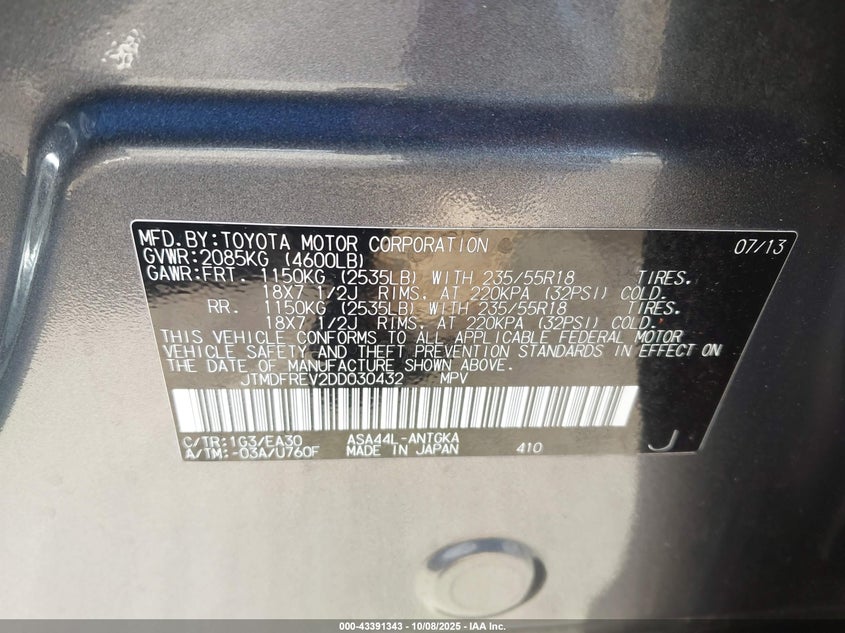 MFD.BY:TOYOTA MOTOR CORPORATION 07/13
GVWR:2085KG (4600LB)
GAWR:FRT. 1150KG (2535LB) WITH 235/55R18 TIRES.
18X7 1/2J RIMS. AT 220KPA (32PSI) COLD.
RR. 1150KG (2535LB) WITH 235/55R18 TIRES.
18X7 1/2J RIMS. AT 220KPA (32PSI) COLD.
THIS VEHICLE CONFORMS TO ALL APPLICABLE FEDERAL MOTOR
VEHICLE SAFETY AND THEFT PREVENTION STANDARDS IN EFFECT ON
THE DATE OF MANUFACTURE SHOWN ABOVE.
JTMDFREV2DD030432 MPV
C/TR:1G3/EA30 ASA44L-ANTGKA
A/TM:-03A/U760F MADE IN JAPAN 410 J
000-43391343 - 10/08/2025 - IAA Inc.